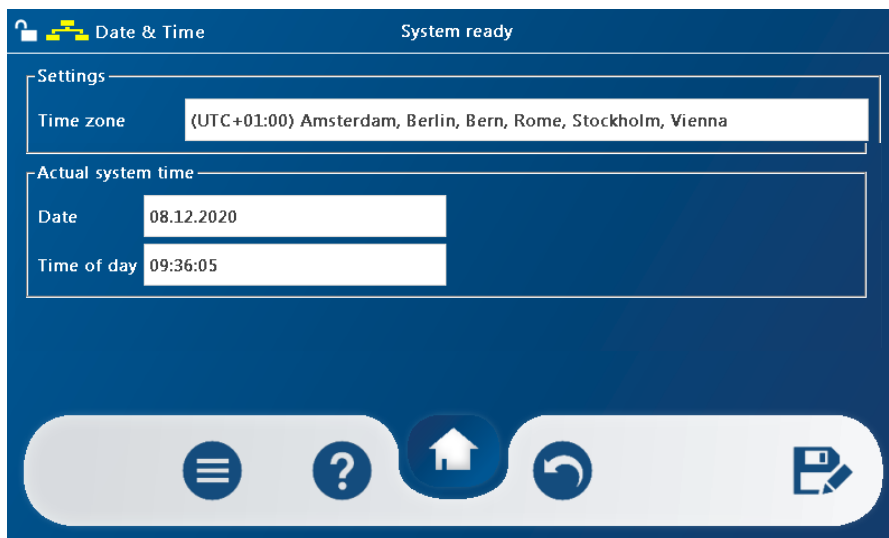 Date & Time
System ready
Settings
Time zone
(UTC+01:00) Amsterdam, Berlin, Bern, Rome, Stockholm, Vienna
Actual system time
Date
08.12.2020
Time of day
09:36:05
?